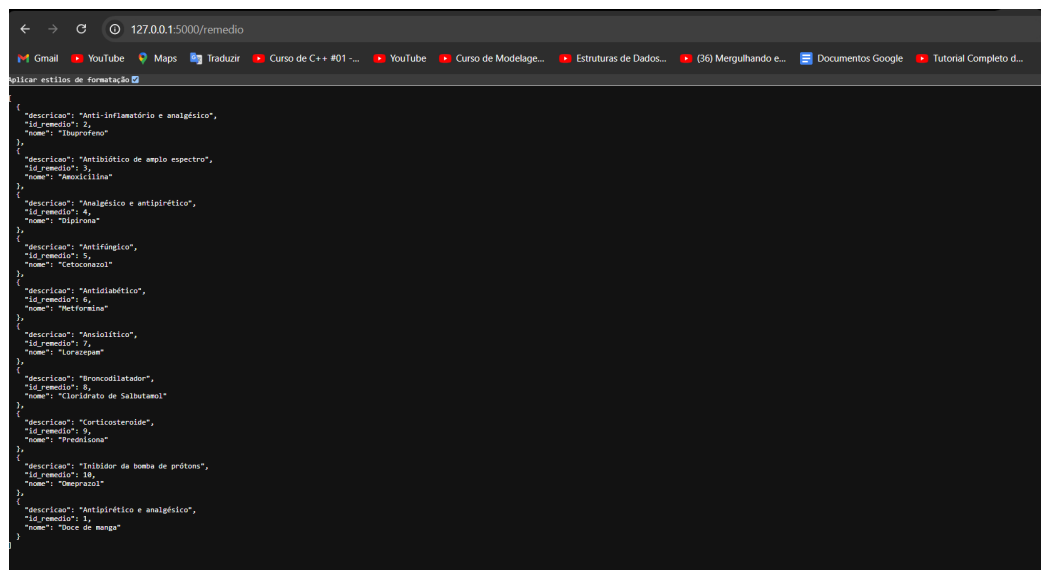 127.0.0.1:5000/remedio
Gmail YouTube Maps Traduzir Curso de C++ #01 -... YouTube Curso de Modelage... Estruturas de Dados... (36) Mergulhando e... Documentos Google Tutorial Completo d...
Aplicar estilos de formatação
[
{
"descricao": "Anti-inflamatório e analgésico",
"id_remedio": 2,
"nome": "Ibuprofeno"
},
{
"descricao": "Antibiótico de amplo espectro",
"id_remedio": 3,
"nome": "Amoxicilina"
},
{
"descricao": "Analgésico e antipirético",
"id_remedio": 4,
"nome": "Dipirona"
},
{
"descricao": "Antifúngico",
"id_remedio": 5,
"nome": "Cetoconazol"
},
{
"descricao": "Antidiabético",
"id_remedio": 6,
"nome": "Metformina"
},
{
"descricao": "Ansiolítico",
"id_remedio": 7,
"nome": "Lorazepam"
},
{
"descricao": "Broncodilatador",
"id_remedio": 8,
"nome": "Cloridrato de Salbutamol"
},
{
"descricao": "Corticosteroide",
"id_remedio": 9,
"nome": "Prednisona"
},
{
"descricao": "Inibidor da bomba de prótons",
"id_remedio": 10,
"nome": "Omeprazol"
},
{
"descricao": "Antipirético e analgésico",
"id_remedio": 1,
"nome": "Doce de manga"
}
]